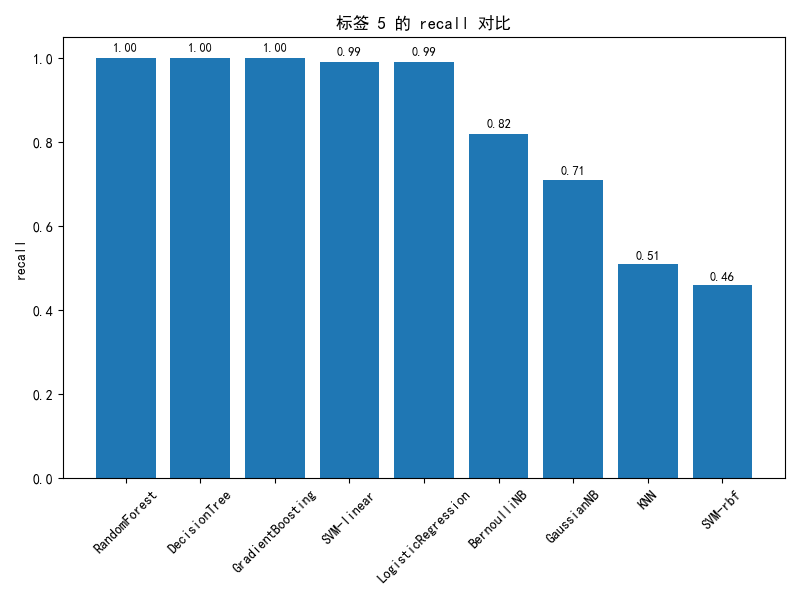 标签 5 的 recall 对比
1.00
1.00
1.00
0.99
0.99
0.82
0.71
0.51
0.46
1.0
0.8
0.6
0.4
0.2
0.0
recall
RandomForest
DecisionTree
GradientBoosting
SVM-linear
LogisticRegression
BernoulliNB
GaussianNB
KNN
SVM-rbf